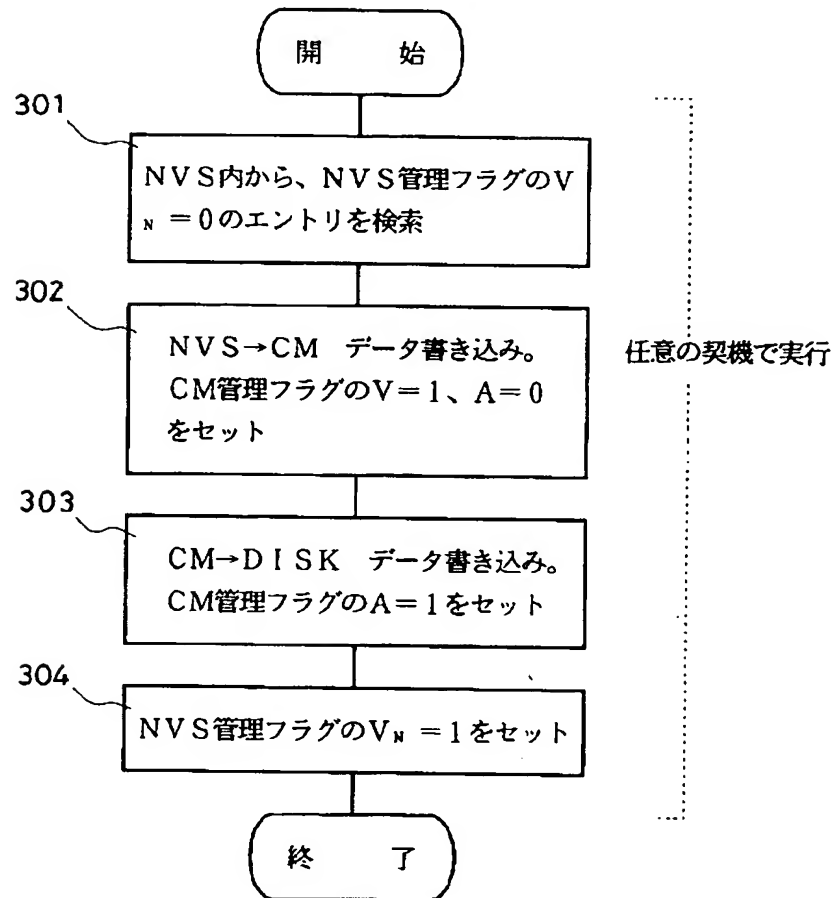 開 始
301
NVS内から、NVS管理フラグのV
N =0のエントリを検索
302
NVS→CM データ書き込み。
CM管理フラグのV=1、A=0
をセット
任意の契機で実行
303
CM→DISK データ書き込み。
CM管理フラグのA=1をセット
304
NVS管理フラグのVN =1をセット
終 了